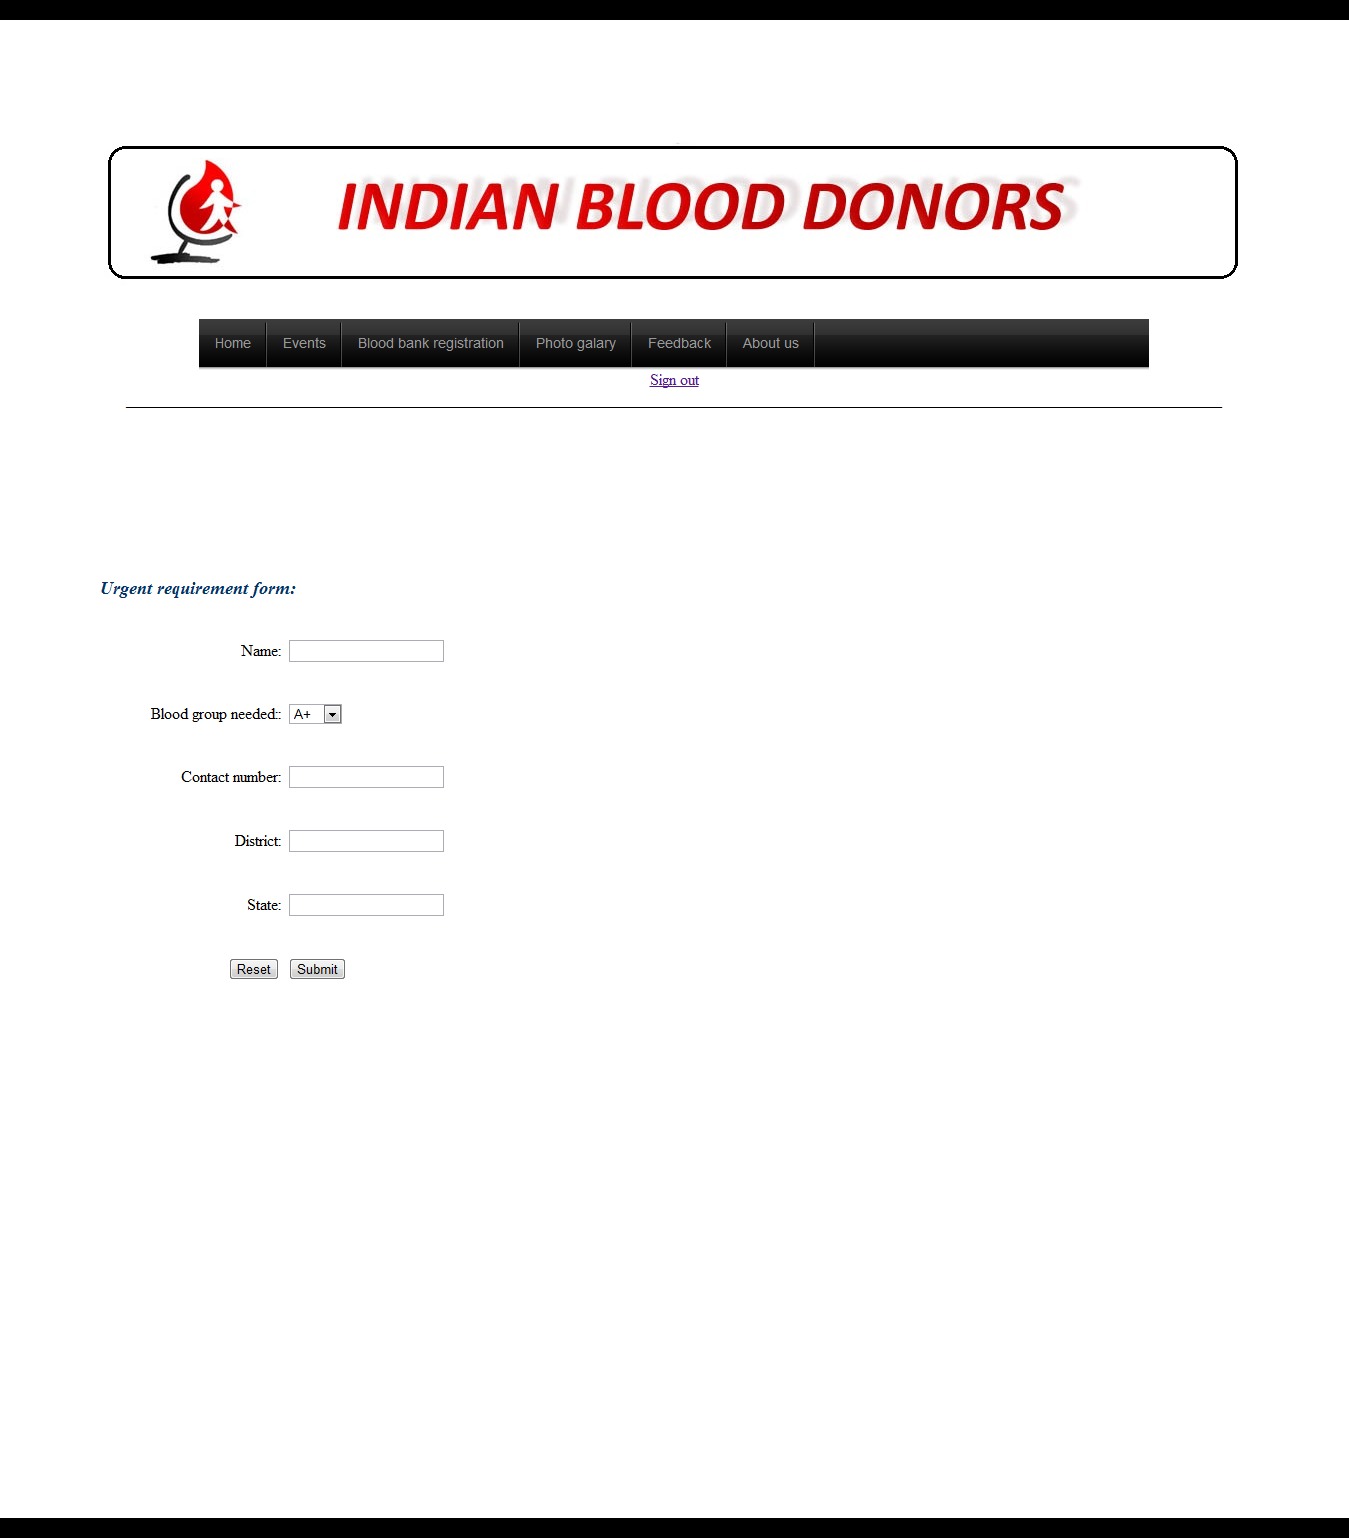 INDIAN BLOOD DONORS
Home Events Blood bank registration Photo galary Feedback About us
Sign out
Urgent requirement form:
Name:
Blood group needed:: A+
Contact number:
District:
State:
Reset Submit